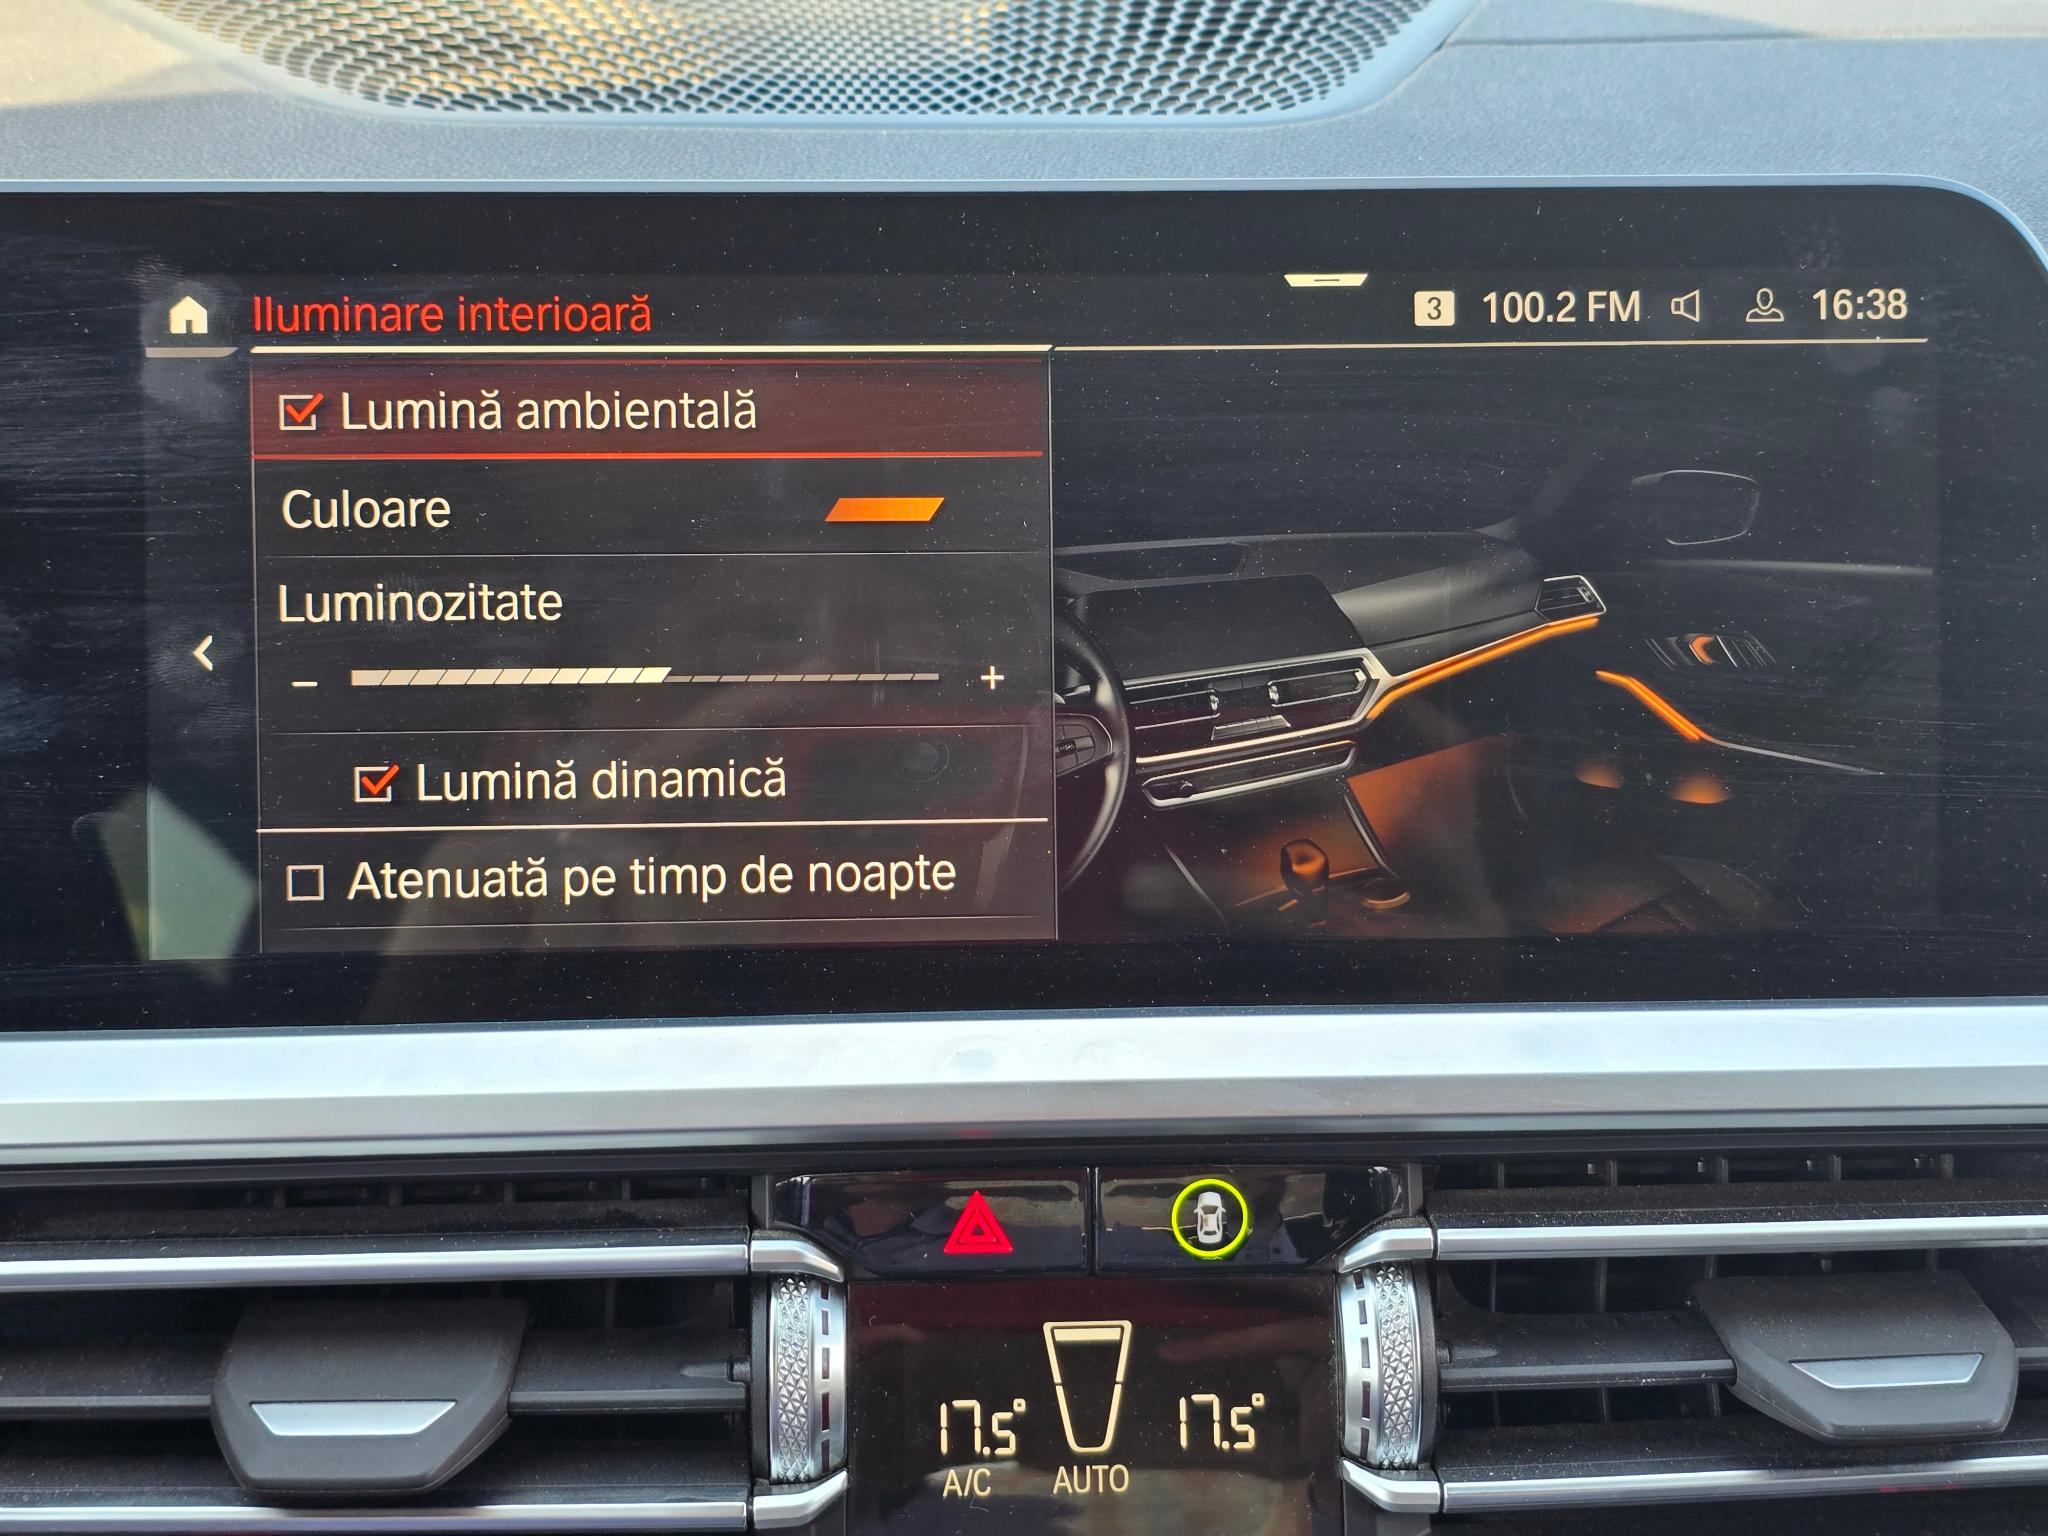 Iluminare interioară
3 100.2 FM 16:38
Lumină ambientală
Culoare
Luminozitate
- +
Lumină dinamică
Atenuată pe timp de noapte
17.5° 17.5°
A/C AUTO